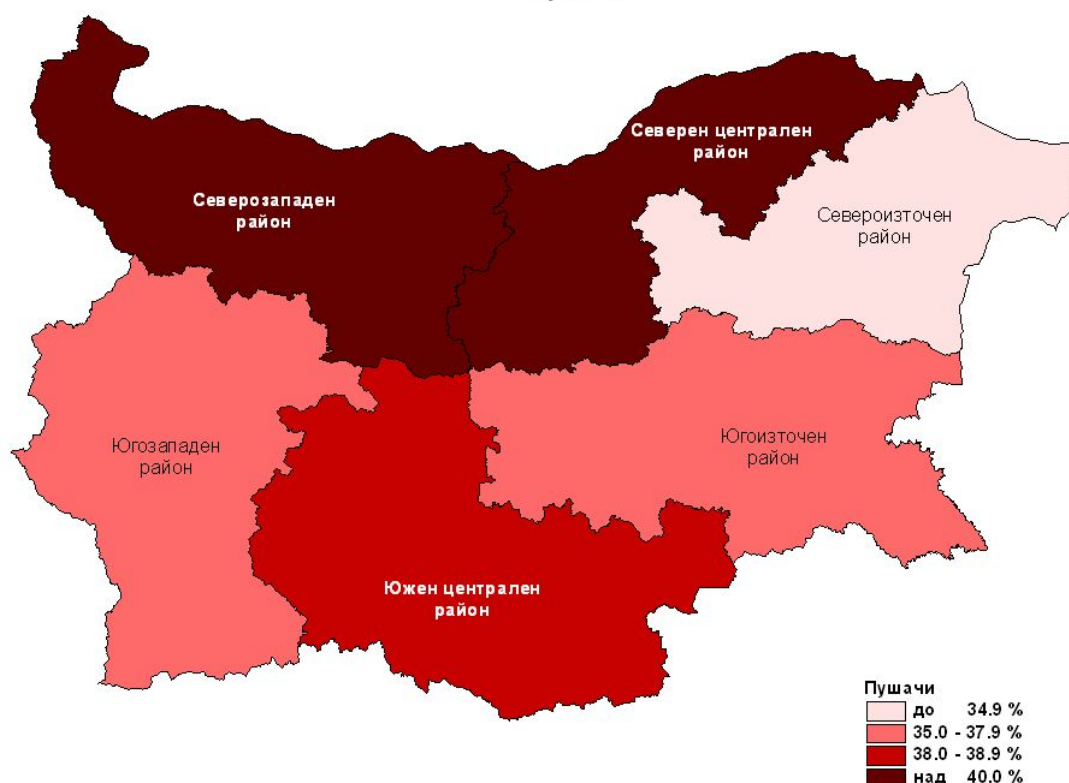 Северен централен
район
Северозападен
район
Североизточен
район
Югозападен
район
Югоизточен
район
Южен централен
район
Пушачи
до 34.9 %
35.0 - 37.9 %
38.0 - 38.9 %
над 40.0 %